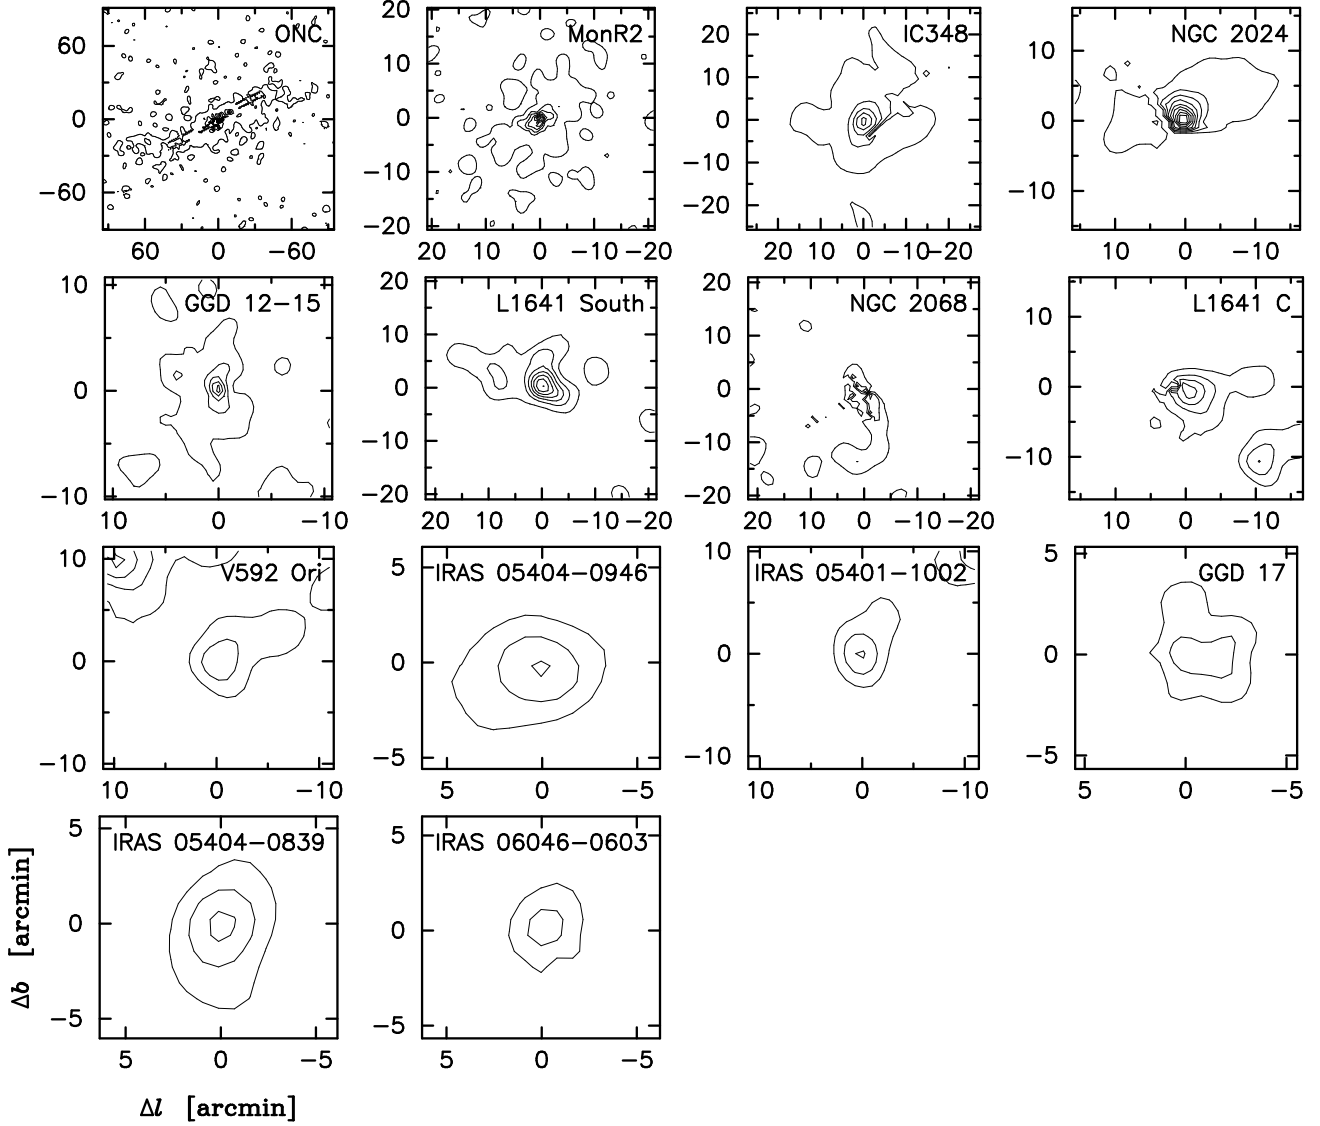 ONC
60
0
−60
60 0 −60
MonR2
20
10
0
−10
−20
20 10 0 −10 −20
IC348
20
10
0
−10
−20
20 10 0 −10 −20
NGC 2024
10
0
−10
10 0 −10
GGD 12−15
10
0
−10
10 0 −10
L1641 South
20
10
0
−10
−20
20 10 0 −10 −20
NGC 2068
20
10
0
−10
−20
20 10 0 −10 −20
L1641 C
10
0
−10
10 0 −10
V592 Ori
10
0
−10
10 0 −10
IRAS 05404−0946
5
0
−5
5 0 −5
IRAS 05401−1002
10
0
−10
10 0 −10
GGD 17
5
0
−5
5 0 −5
IRAS 05404−0839
5
0
−5
5 0 −5
IRAS 06046−0603
5
0
−5
5 0 −5
Δb [arcmin]
Δl [arcmin]